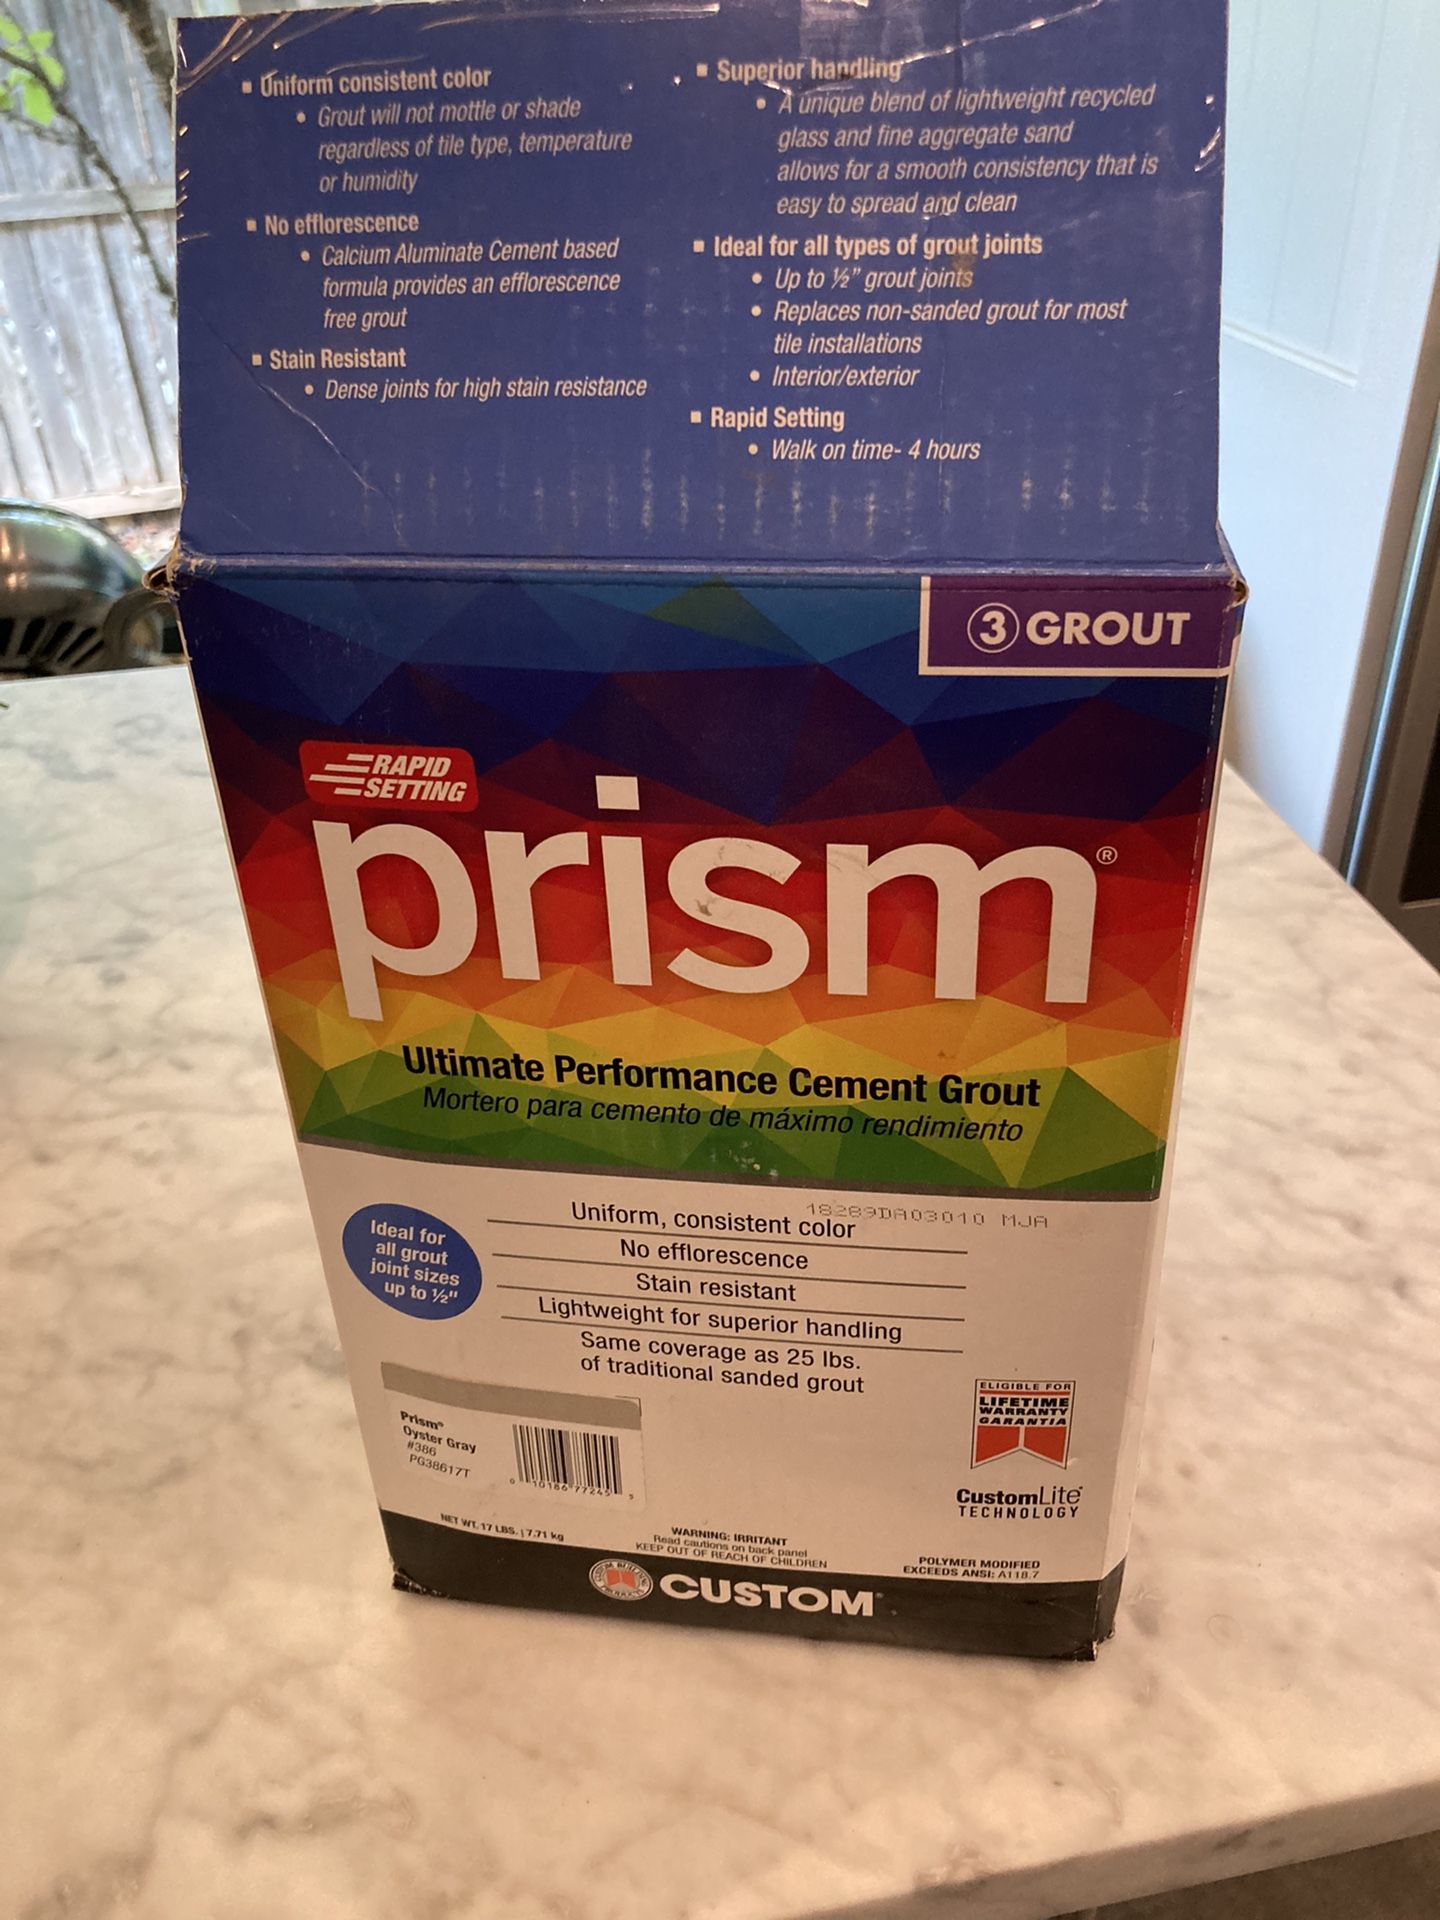 ▪ Uniform consistent color
• Grout will not mottle or shade
regardless of tile type, temperature
or humidity
▪ No efflorescence
• Calcium Aluminate Cement based
formula provides an efflorescence
free grout
▪ Stain Resistant
• Dense joints for high stain resistance
▪ Superior handling
• A unique blend of lightweight recycled
glass and fine aggregate sand
allows for a smooth consistency that is
easy to spread and clean
▪ Ideal for all types of grout joints
• Up to ½" grout joints
• Replaces non-sanded grout for most
tile installations
• Interior/exterior
▪ Rapid Setting
• Walk on time- 4 hours
③ GROUT
RAPID
SETTING
prism®
Ultimate Performance Cement Grout
Mortero para cemento de máximo rendimiento
18289DA03010 MJA
Ideal for
all grout
joint sizes
up to ½"
Uniform, consistent color
No efflorescence
Stain resistant
Lightweight for superior handling
Same coverage as 25 lbs.
of traditional sanded grout
Prism®
Oyster Gray
#386
PG38617T
0 10186 77245 5
ELIGIBLE FOR
LIFETIME
WARRANTY
GARANTIA
CustomLite
TECHNOLOGY
NET WT. 17 LBS. | 7.71 kg
WARNING: IRRITANT
Read cautions on back panel
KEEP OUT OF REACH OF CHILDREN
POLYMER MODIFIED
EXCEEDS ANSI: A118.7
CUSTOM